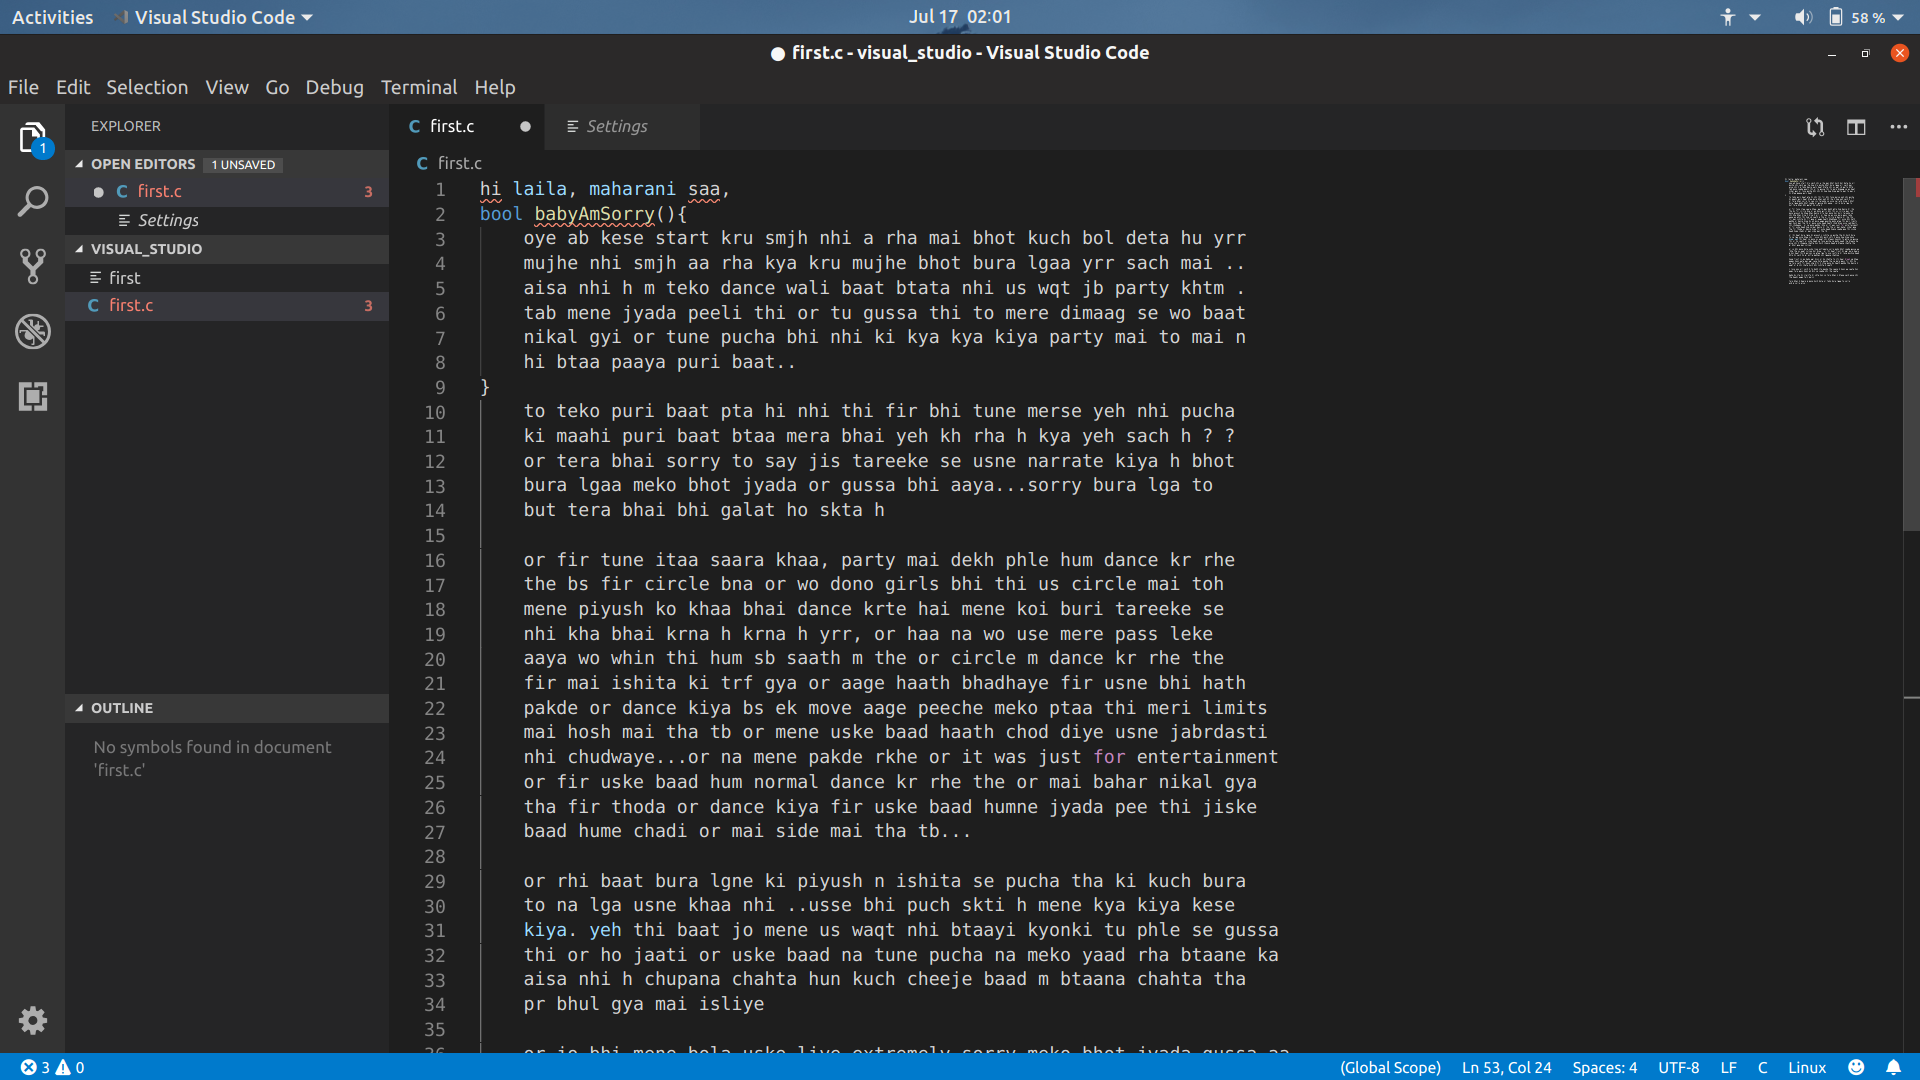 Activities Visual Studio Code Jul 17 02:01 58 %
first.c - visual_studio - Visual Studio Code
File Edit Selection View Go Debug Terminal Help
EXPLORER
OPEN EDITORS 1 UNSAVED
C first.c 3
Settings
VISUAL_STUDIO
first
C first.c 3
OUTLINE
No symbols found in document
'first.c'
1
C first.c Settings
C first.c
1 hi laila, maharani saa,
2 bool babyAmSorry(){
3 oye ab kese start kru smjh nhi a rha mai bhot kuch bol deta hu yrr
4 mujhe nhi smjh aa rha kya kru mujhe bhot bura lgaa yrr sach mai ..
5 aisa nhi h m teko dance wali baat btata nhi us wqt jb party khtm .
6 tab mene jyada peeli thi or tu gussa thi to mere dimaag se wo baat
7 nikal gyi or tune pucha bhi nhi ki kya kya kiya party mai to mai n
8 hi btaa paaya puri baat..
9 }
10 to teko puri baat pta hi nhi thi fir bhi tune merse yeh nhi pucha
11 ki maahi puri baat btaa mera bhai yeh kh rha h kya yeh sach h ? ?
12 or tera bhai sorry to say jis tareeke se usne narrate kiya h bhot
13 bura lgaa meko bhot jyada or gussa bhi aaya...sorry bura lga to
14 but tera bhai bhi galat ho skta h
15
16 or fir tune itaa saara khaa, party mai dekh phle hum dance kr rhe
17 the bs fir circle bna or wo dono girls bhi thi us circle mai toh
18 mene piyush ko khaa bhai dance krte hai mene koi buri tareeke se
19 nhi kha bhai krna h krna h yrr, or haa na wo use mere pass leke
20 aaya wo whin thi hum sb saath m the or circle m dance kr rhe the
21 fir mai ishita ki trf gya or aage haath bhadhaye fir usne bhi hath
22 pakde or dance kiya bs ek move aage peeche meko ptaa thi meri limits
23 mai hosh mai tha tb or mene uske baad haath chod diye usne jabrdasti
24 nhi chudwaye...or na mene pakde rkhe or it was just for entertainment
25 or fir uske baad hum normal dance kr rhe the or mai bahar nikal gya
26 tha fir thoda or dance kiya fir uske baad humne jyada pee thi jiske
27 baad hume chadi or mai side mai tha tb...
28
29 or rhi baat bura lgne ki piyush n ishita se pucha tha ki kuch bura
30 to na lga usne khaa nhi ..usse bhi puch skti h mene kya kiya kese
31 kiya. yeh thi baat jo mene us waqt nhi btaayi kyonki tu phle se gussa
32 thi or ho jaati or uske baad na tune pucha na meko yaad rha btaane ka
33 aisa nhi h chupana chahta hun kuch cheeje baad m btaana chahta tha
34 pr bhul gya mai isliye
35
36 or jo bhi mene bola uske liye extremely sorry meko bhot jyada gussa aa
3 0 (Global Scope) Ln 53, Col 24 Spaces: 4 UTF-8 LF C Linux